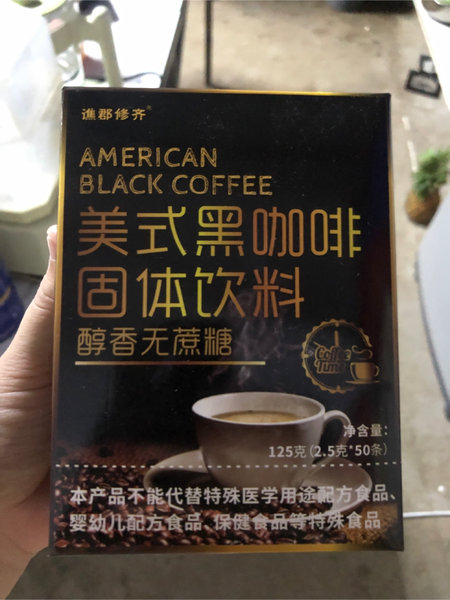 谯郡修齐®
AMERICAN
BLACK COFFEE
美式黑咖啡
固体饮料
醇香无蔗糖
Coffee
Time
净含量:
125克(2.5克*50条)
本产品不能代替特殊医学用途配方食品、
婴幼儿配方食品、保健食品等特殊食品